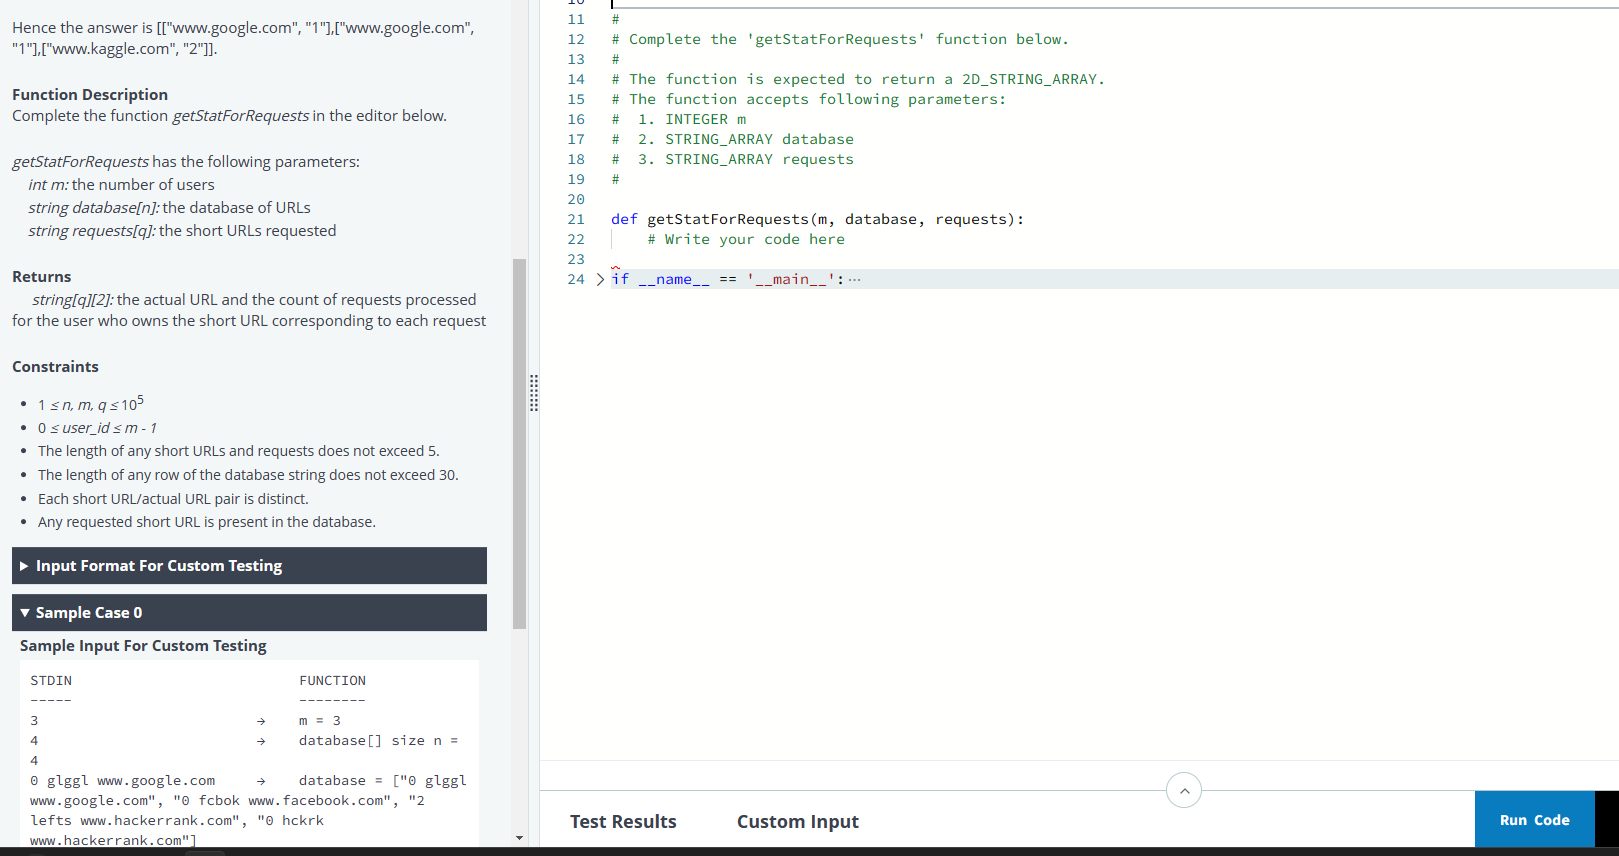 Hence the answer is [["www.google.com", "1"],["www.google.com",
"1"],["www.kaggle.com", "2"]].
Function Description
Complete the function getStatForRequests in the editor below.
getStatForRequests has the following parameters:
int m: the number of users
string database[n]: the database of URLs
string requests[q]: the short URLs requested
Returns
string[q][2]: the actual URL and the count of requests processed
for the user who owns the short URL corresponding to each request
Constraints
• 1 ≤ n, m, q ≤ 10^5
• 0 ≤ user_id ≤ m - 1
• The length of any short URLs and requests does not exceed 5.
• The length of any row of the database string does not exceed 30.
• Each short URL/actual URL pair is distinct.
• Any requested short URL is present in the database.
▶ Input Format For Custom Testing
▼ Sample Case 0
Sample Input For Custom Testing
STDIN FUNCTION
----- --------
3 → m = 3
4 → database[] size n =
4
0 glggl www.google.com → database = ["0 glggl
www.google.com", "0 fcbok www.facebook.com", "2
lefts www.hackerrank.com", "0 hckrk
www.hackerrank.com"]
10
11 #
12 # Complete the 'getStatForRequests' function below.
13 #
14 # The function is expected to return a 2D_STRING_ARRAY.
15 # The function accepts following parameters:
16 # 1. INTEGER m
17 # 2. STRING_ARRAY database
18 # 3. STRING_ARRAY requests
19 #
20
21 def getStatForRequests(m, database, requests):
22 # Write your code here
23
24 > if __name__ == '__main__':···
Test Results Custom Input
Run Code